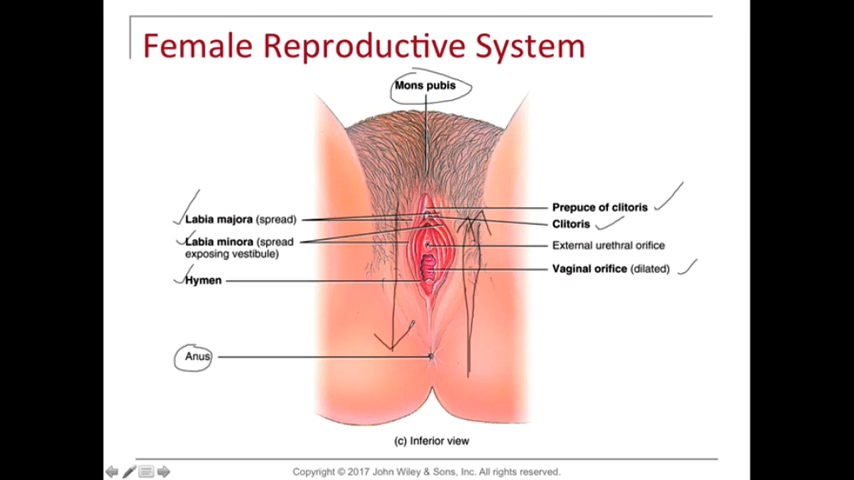 Female Reproductive System
Mons pubis
Labia majora (spread)
Labia minora (spread
exposing vestibule)
Hymen
Anus
Prepuce of clitoris
Clitoris
External urethral orifice
Vaginal orifice (dilated)
(c) Inferior view
Copyright © 2017 John Wiley & Sons, Inc. All rights reserved.